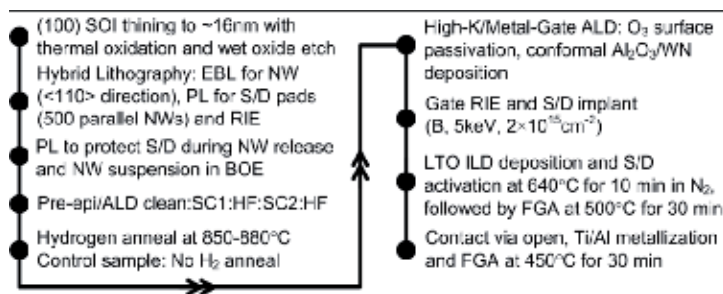 (100) SOI thining to ~16nm with
thermal oxidation and wet oxide etch
Hybrid Lithography: EBL for NW
(<110> direction), PL for S/D pads
(500 parallel NWs) and RIE
PL to protect S/D during NW release
and NW suspension in BOE
Pre-epi/ALD clean:SC1:HF:SC2:HF
Hydrogen anneal at 850-880°C
Control sample: No H₂ anneal
High-K/Metal-Gate ALD: O₃ surface
passivation, conformal Al₂O₃/WN
deposition
Gate RIE and S/D implant
(B, 5keV, 2×10¹⁵cm⁻²)
LTO ILD deposition and S/D
activation at 640°C for 10 min in N₂,
followed by FGA at 500°C for 30 min
Contact via open, Ti/Al metallization
and FGA at 450°C for 30 min